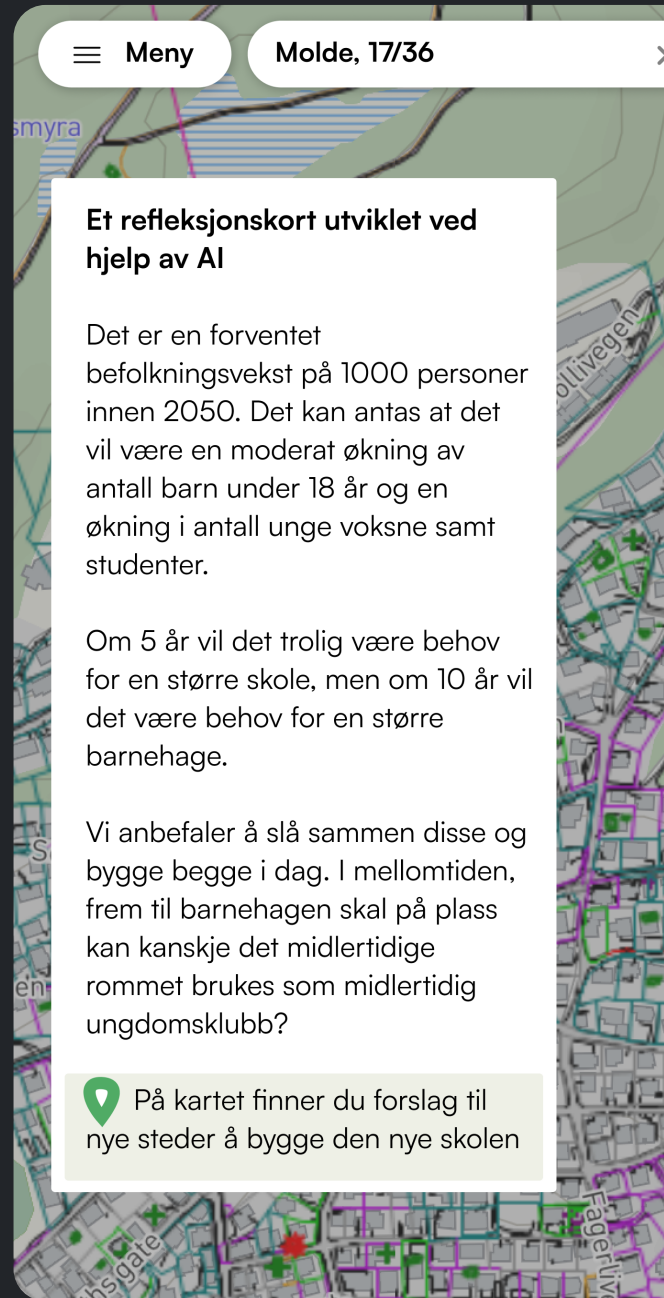 Meny
Molde, 17/36
smyra
Et refleksjonskort utviklet ved
hjelp av AI
Det er en forventet
befolkningsvekst på 1000 personer
innen 2050. Det kan antas at det
vil være en moderat økning av
antall barn under 18 år og en
økning i antall unge voksne samt
studenter.
ollivegen
Om 5 år vil det trolig være behov
for en større skole, men om 10 år vil
det være behov for en større
barnehage.
Vi anbefaler å slå sammen disse og
bygge begge i dag. I mellomtiden,
frem til barnehagen skal på plass
kan kanskje det midlertidige
rommet brukes som midlertidig
ungdomsklubb?
På kartet finner du forslag til
nye steder å bygge den nye skolen
hsgate
Fagerliv